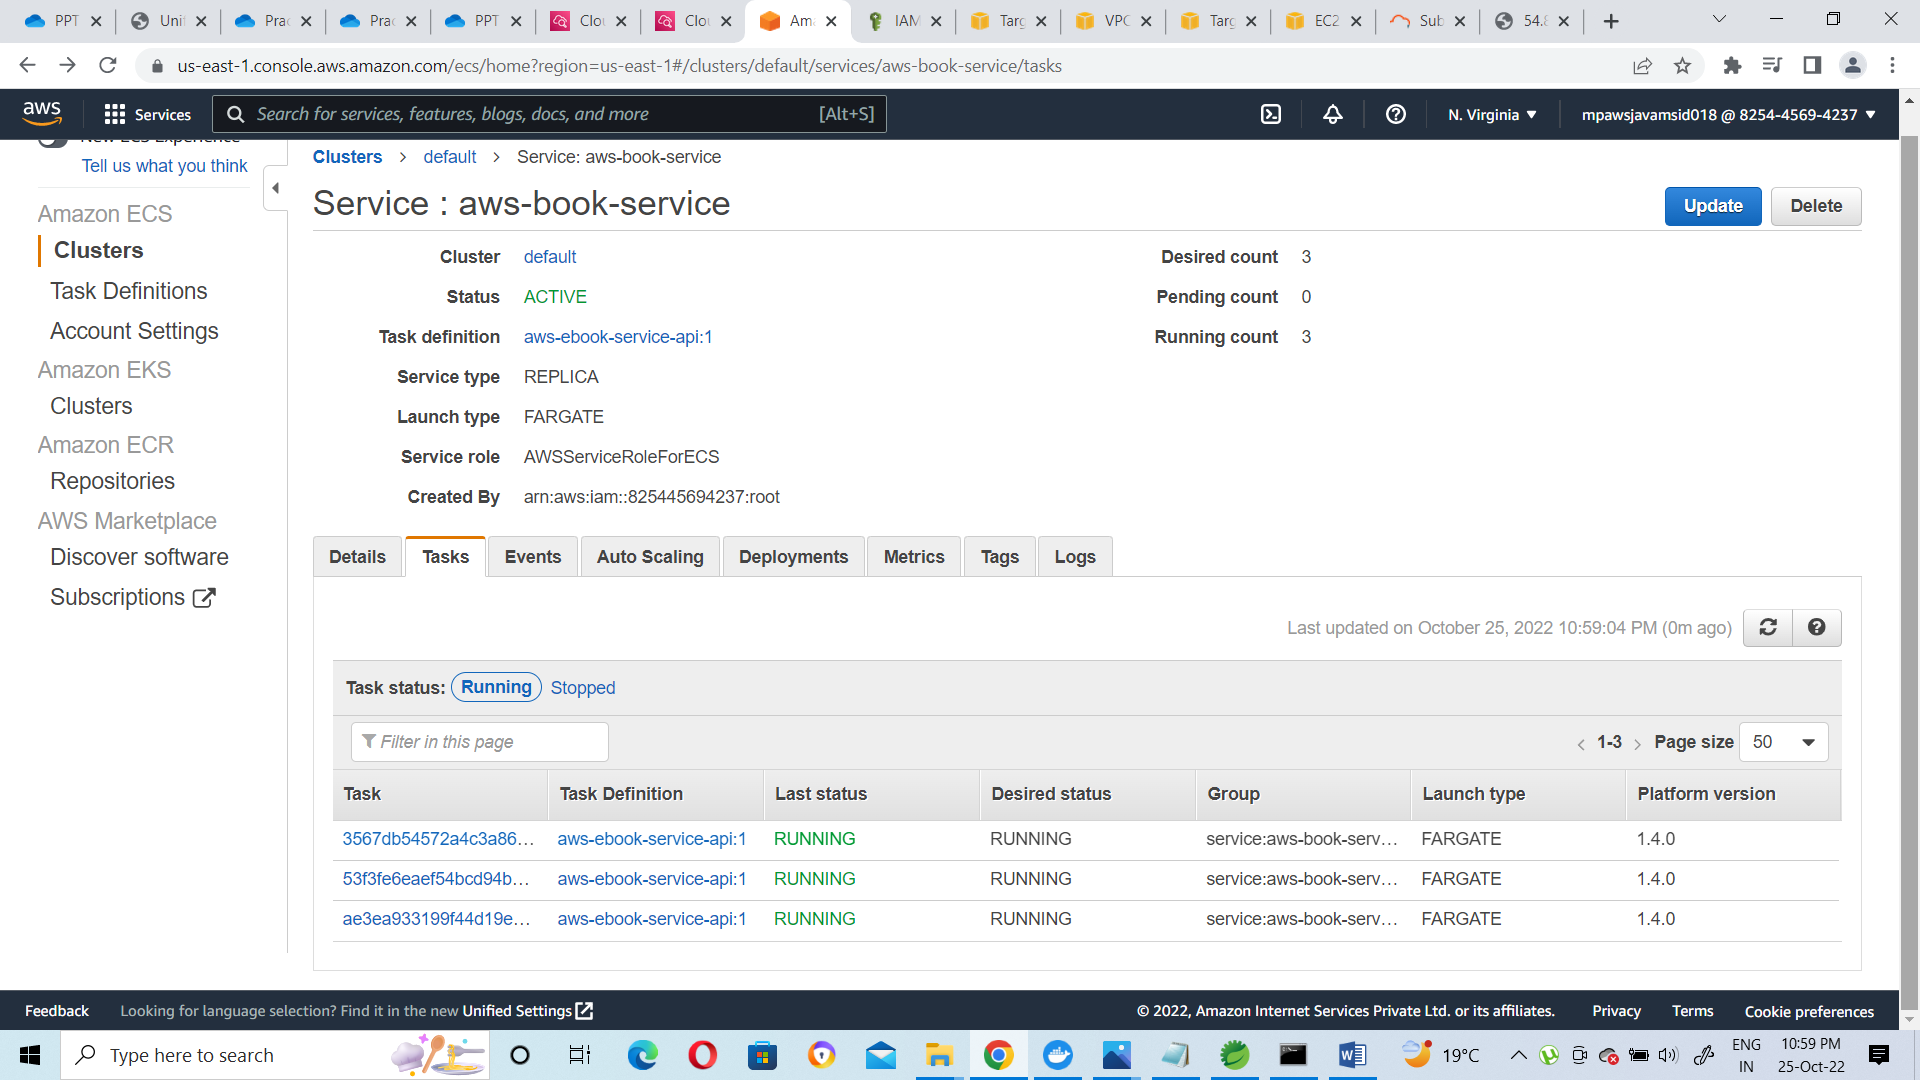 PPT
Unit
Prac
Prac
PPT
Clou
Clou
Ama
IAM
Targ
VPC
Targ
EC2
Sub
54.8
us-east-1.console.aws.amazon.com/ecs/home?region=us-east-1#/clusters/default/services/aws-book-service/tasks
aws
Services
Search for services, features, blogs, docs, and more
[Alt+S]
N. Virginia
mpawsjavamsid018 @ 8254-4569-4237
New ECS Experience
Tell us what you think
Amazon ECS
Clusters
Task Definitions
Account Settings
Amazon EKS
Clusters
Amazon ECR
Repositories
AWS Marketplace
Discover software
Subscriptions
Clusters > default > Service: aws-book-service
Service : aws-book-service
Update
Delete
Cluster default
Status ACTIVE
Task definition aws-ebook-service-api:1
Service type REPLICA
Launch type FARGATE
Service role AWSServiceRoleForECS
Created By arn:aws:iam::825445694237:root
Desired count 3
Pending count 0
Running count 3
Details Tasks Events Auto Scaling Deployments Metrics Tags Logs
Last updated on October 25, 2022 10:59:04 PM (0m ago)
Task status: Running Stopped
Filter in this page
< 1-3 > Page size 50
Task Task Definition Last status Desired status Group Launch type Platform version
3567db54572a4c3a86… aws-ebook-service-api:1 RUNNING RUNNING service:aws-book-serv… FARGATE 1.4.0
53f3fe6eaef54bcd94b… aws-ebook-service-api:1 RUNNING RUNNING service:aws-book-serv… FARGATE 1.4.0
ae3ea933199f44d19e… aws-ebook-service-api:1 RUNNING RUNNING service:aws-book-serv… FARGATE 1.4.0
Feedback
Looking for language selection? Find it in the new Unified Settings
© 2022, Amazon Internet Services Private Ltd. or its affiliates.
Privacy
Terms
Cookie preferences
Type here to search
19°C
ENG
IN
10:59 PM
25-Oct-22